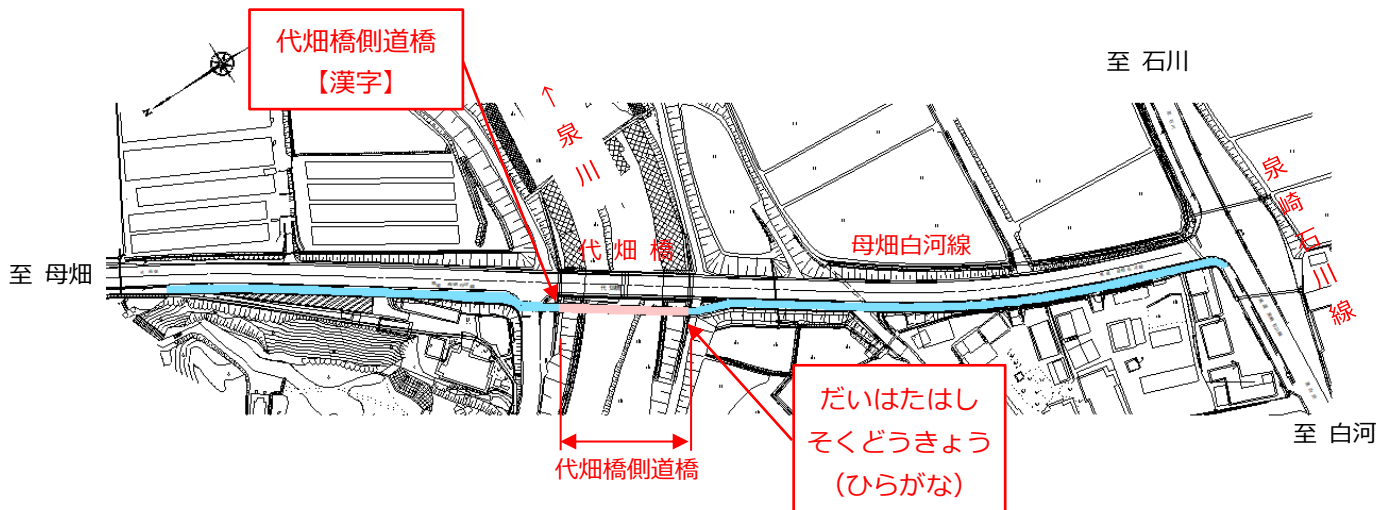 代畑橋側道橋
【漢字】
至 石川
N
↑
泉川
代畑橋
母畑白河線
泉崎石川線
至 母畑
だいはたはし
そくどうきょう
（ひらがな）
代畑橋側道橋
至 白河